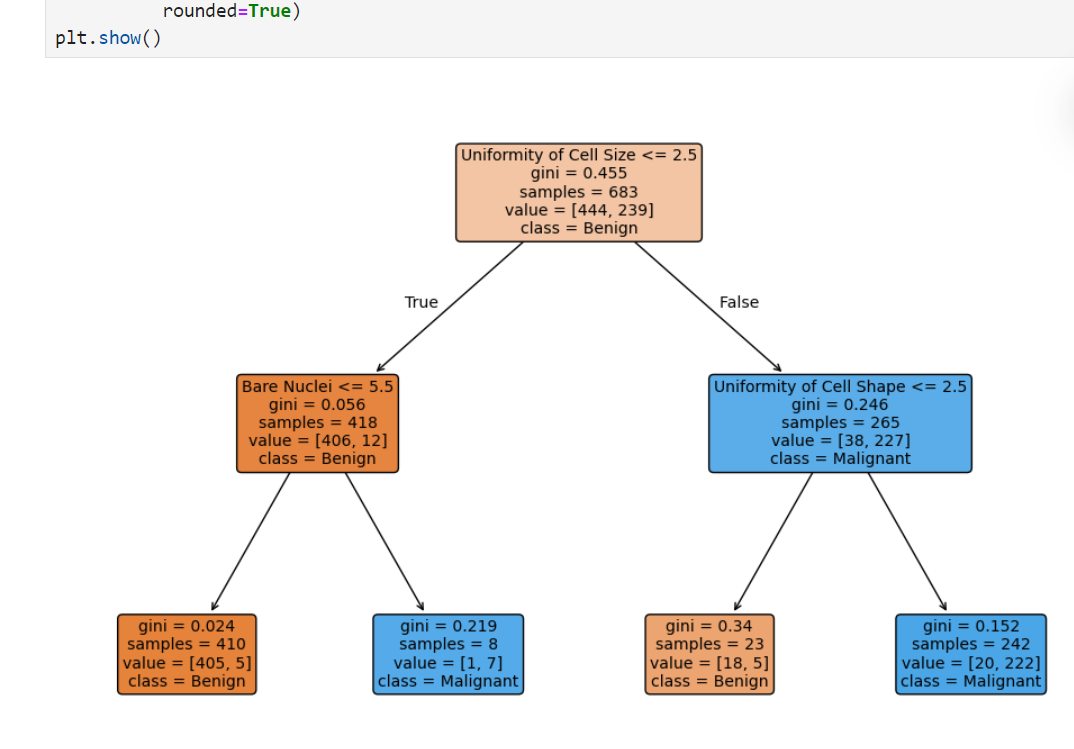 rounded=True)
plt.show()
Uniformity of Cell Size <= 2.5
gini = 0.455
samples = 683
value = [444, 239]
class = Benign
True
False
Bare Nuclei <= 5.5
gini = 0.056
samples = 418
value = [406, 12]
class = Benign
Uniformity of Cell Shape <= 2.5
gini = 0.246
samples = 265
value = [38, 227]
class = Malignant
gini = 0.024
samples = 410
value = [405, 5]
class = Benign
gini = 0.219
samples = 8
value = [1, 7]
class = Malignant
gini = 0.34
samples = 23
value = [18, 5]
class = Benign
gini = 0.152
samples = 242
value = [20, 222]
class = Malignant